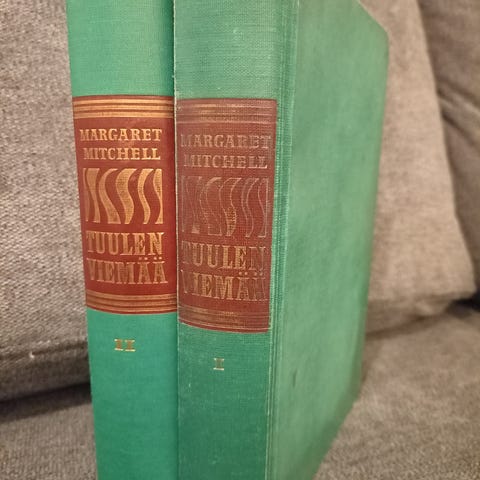 MARGARET
MITCHELL
TUULEN
VIEMÄÄ
II
MARGARET
MITCHELL
TUULEN
VIEMÄÄ
I